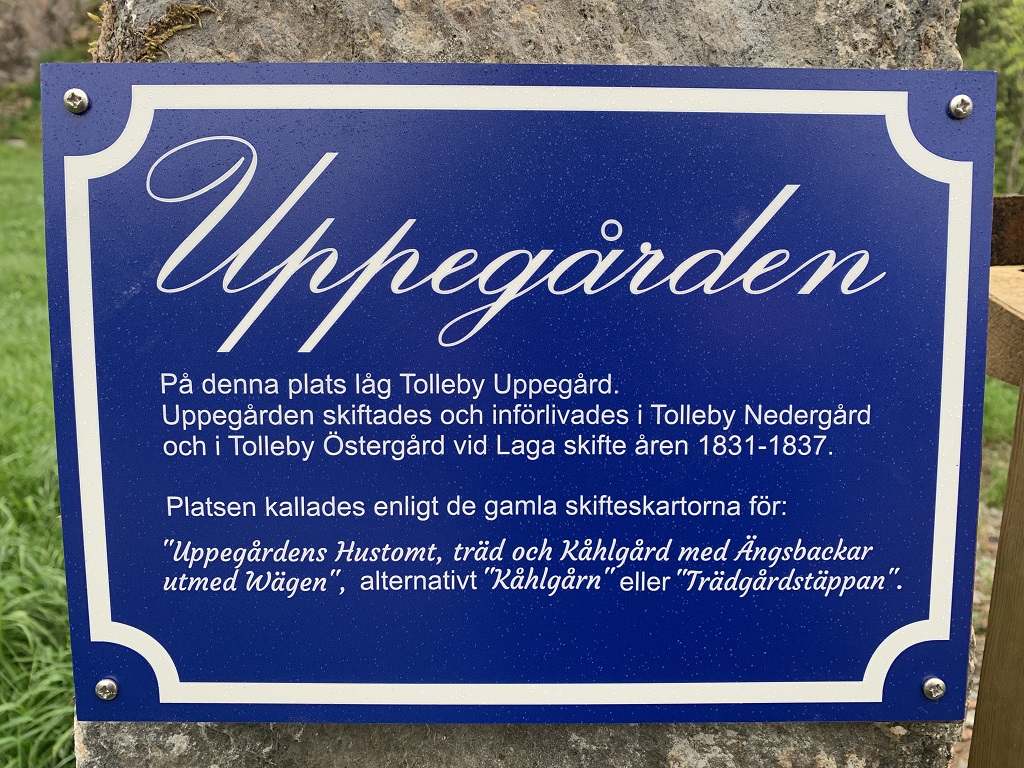 Uppegården
På denna plats låg Tolleby Uppegård.
Uppegården skiftades och införlivades i Tolleby Nedergård
och i Tolleby Östergård vid Laga skifte åren 1831-1837.
Platsen kallades enligt de gamla skifteskartorna för:
"Uppegårdens Hustomt, träd och Kåhlgård med Ängsbackar
utmed Wägen", alternativt "Kåhlgårn" eller "Trädgårdstäppan".